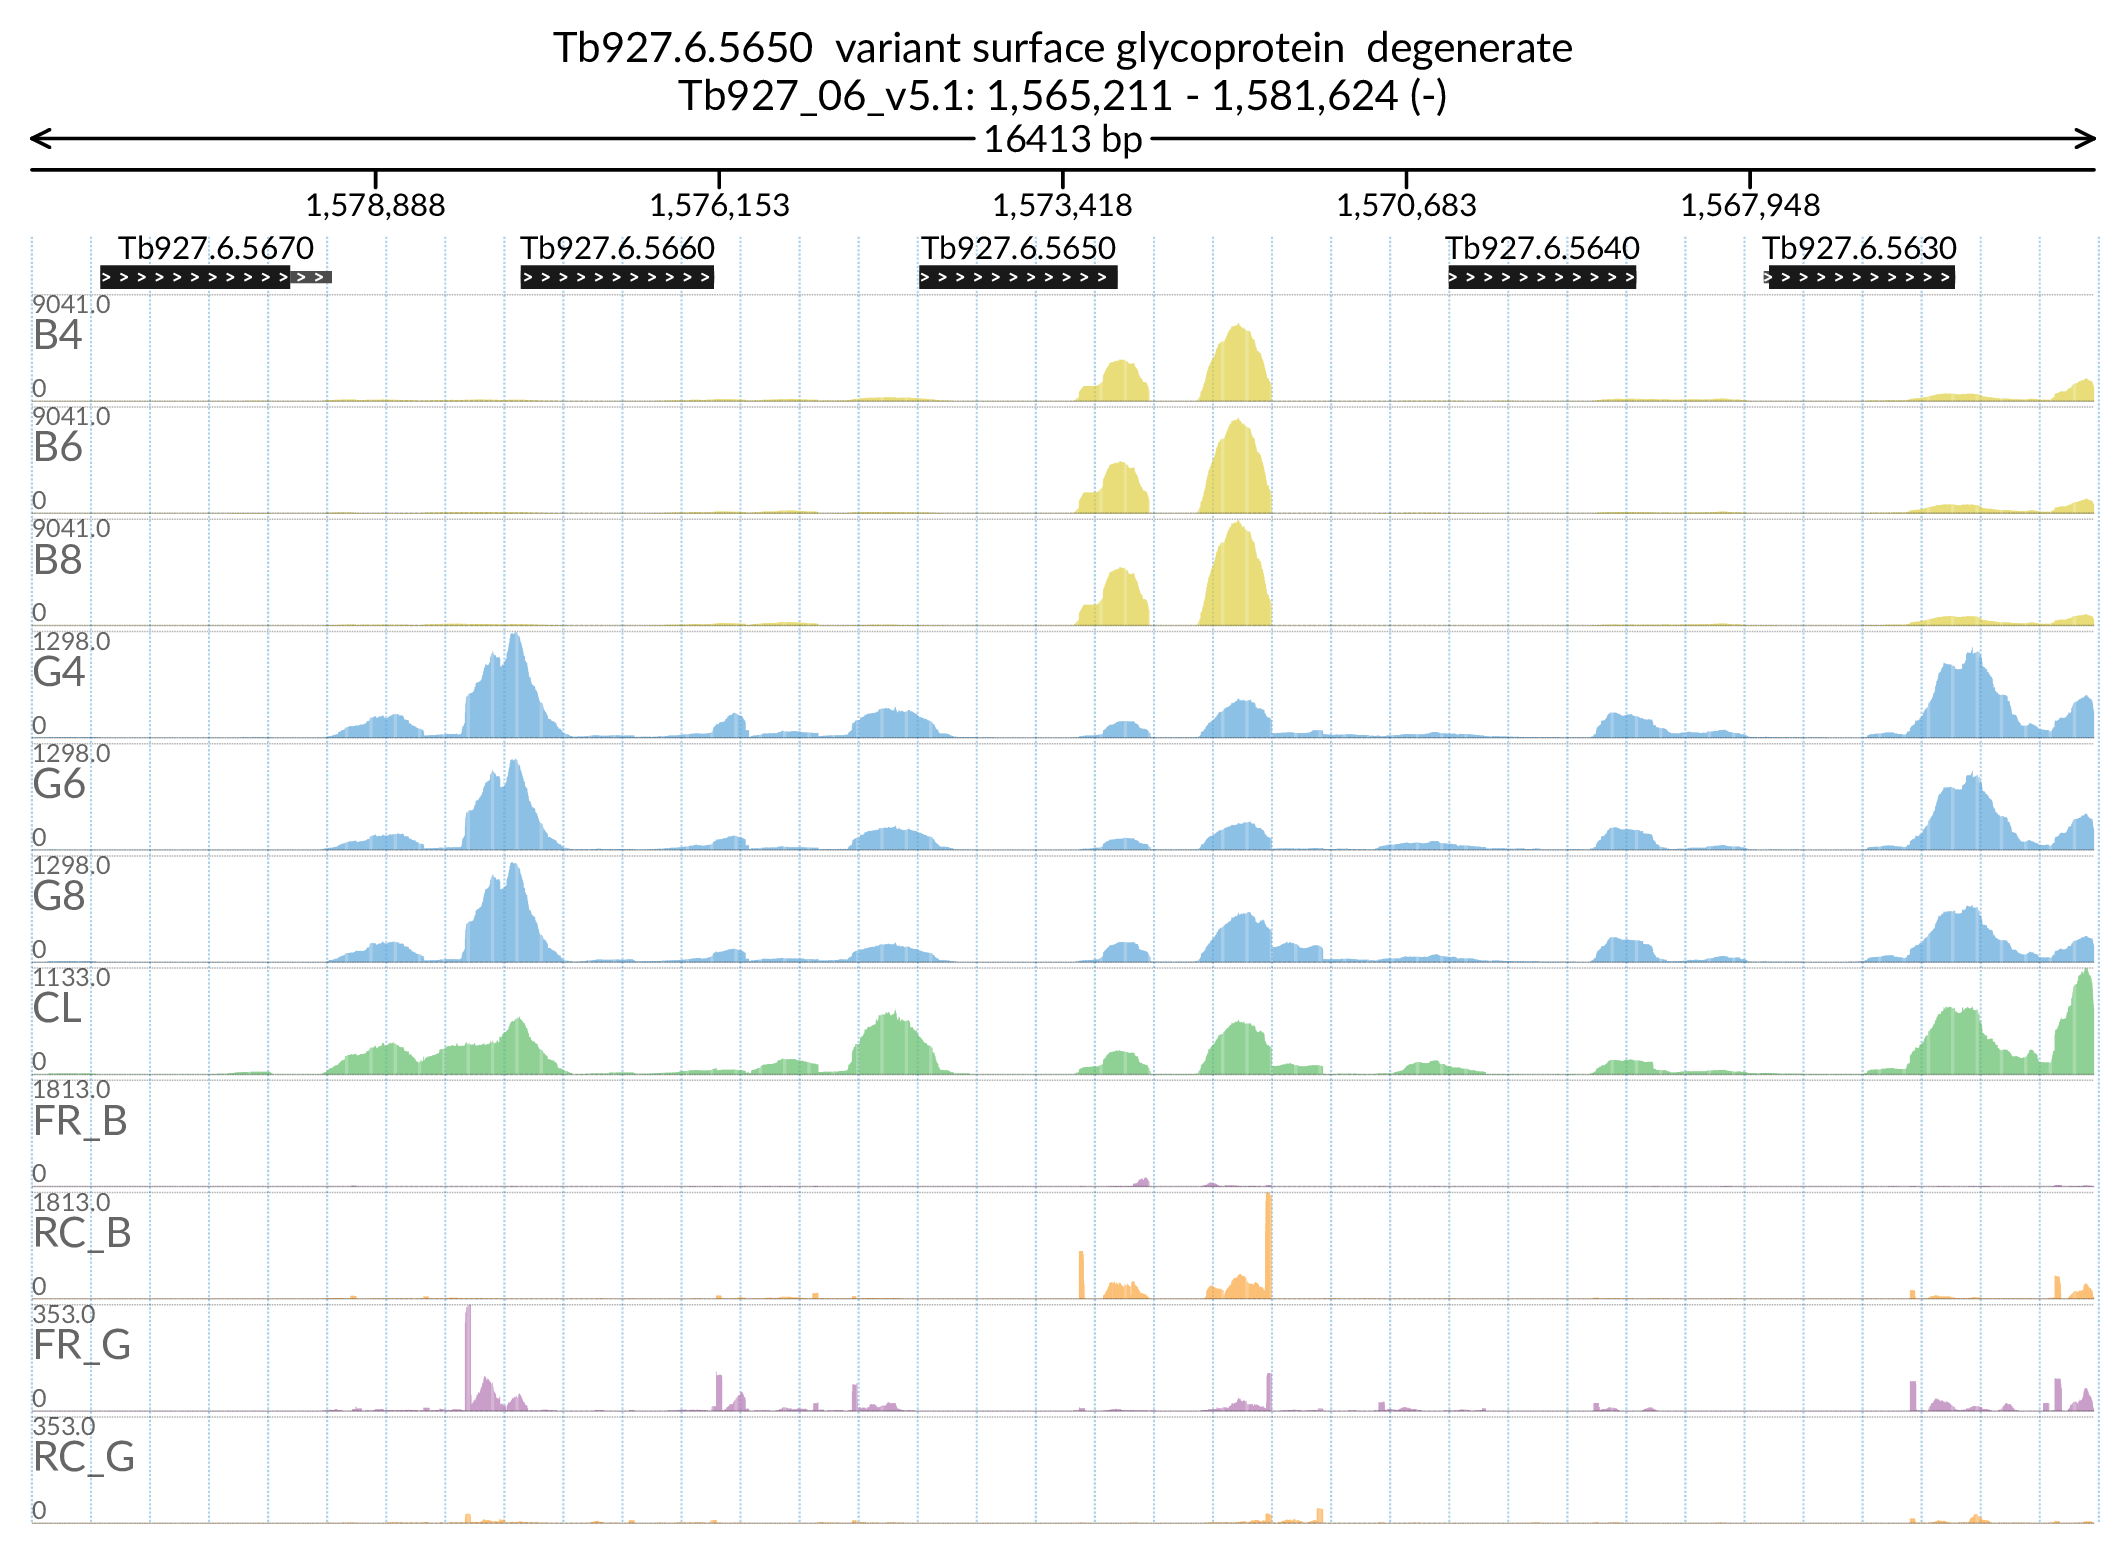 Tb927.6.5650  variant surface glycoprotein  degenerate
Tb927_06_v5.1: 1,565,211 - 1,581,624 (-)
16413 bp
1,578,888 1,576,153 1,573,418 1,570,683 1,567,948
Tb927.6.5670 Tb927.6.5660 Tb927.6.5650 Tb927.6.5640 Tb927.6.5630
9041.0
B4
0
9041.0
B6
0
9041.0
B8
0
1298.0
G4
0
1298.0
G6
0
1298.0
G8
0
1133.0
CL
0
1813.0
FR_B
0
1813.0
RC_B
0
353.0
FR_G
0
353.0
RC_G
0